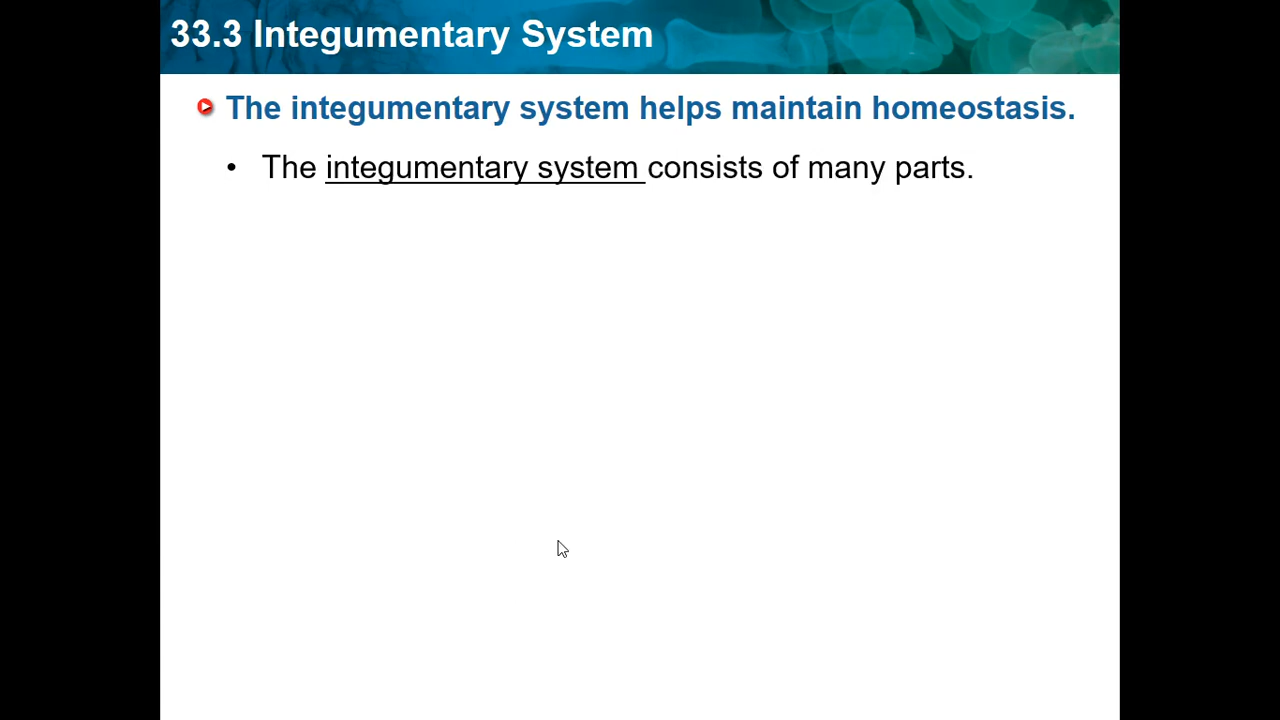 33.3 Integumentary System
The integumentary system helps maintain homeostasis.
• The integumentary system consists of many parts.